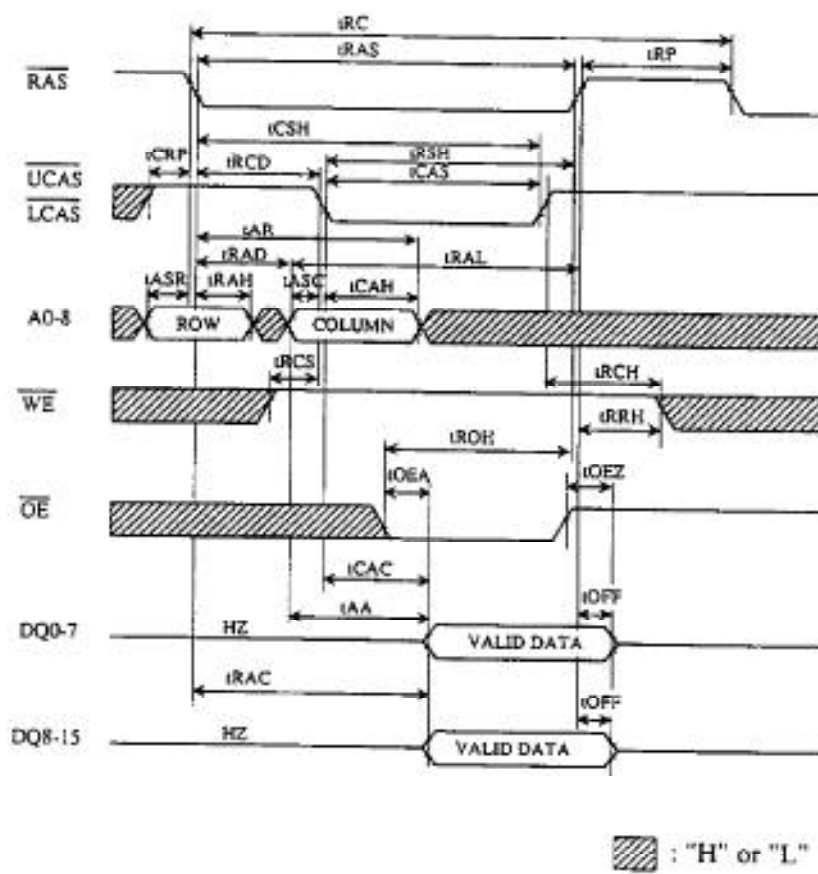 tRC
tRAS
tRP
RAS
tCSH
tCRP
tRCD
tRSH
UCAS
tCAS
LCAS
tAR
tRAD
tRAL
tASR
tRAH
tASC
tCAH
A0-8
ROW
COLUMN
tRCS
tRCH
WE
tRRH
tROH
tOEA
tOEZ
OE
tCAC
tOFF
tAA
DQ0-7
HZ
VALID DATA
tRAC
tOFF
DQ8-15
HZ
VALID DATA
: "H" or "L"